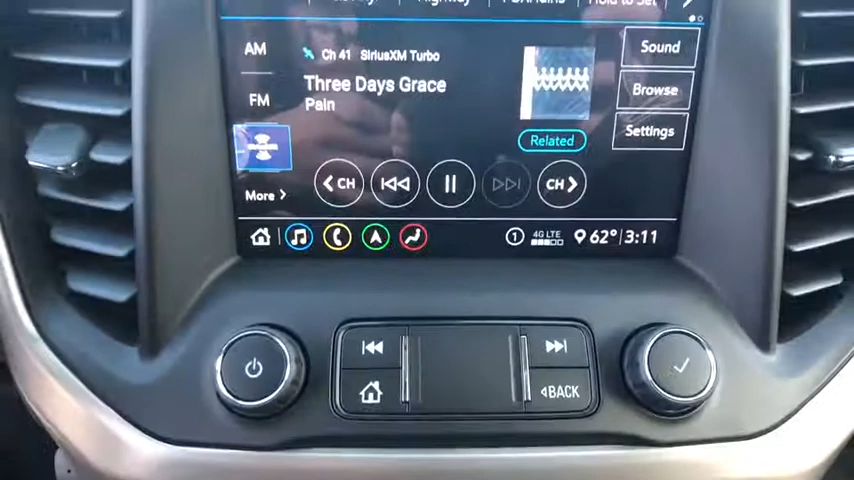 Hold to Set
AM
Ch 41 SiriusXM Turbo
Sound
Three Days Grace
Pain
FM
Browse
Settings
Related
CH
CH
More
1
4G LTE
62°
3:11
BACK